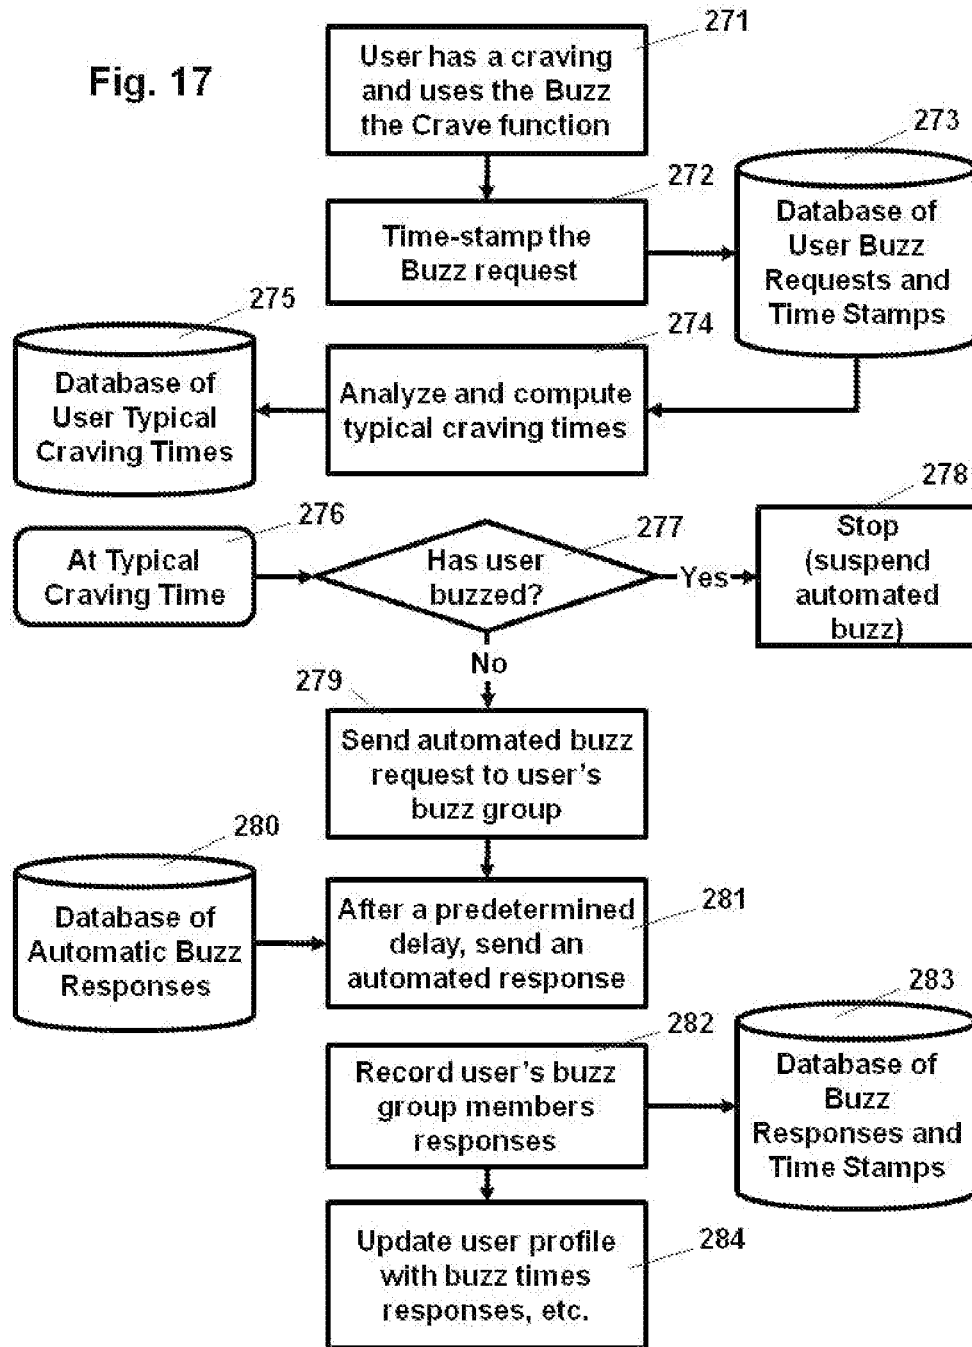 Fig. 17
271
User has a craving
and uses the Buzz
the Crave function
272
Time-stamp the
Buzz request
273
Database of
User Buzz
Requests and
Time Stamps
274
Analyze and compute
typical craving times
275
Database of
User Typical
Craving Times
276
At Typical
Craving Time
277
Has user
buzzed?
Yes
278
Stop
(suspend
automated
buzz)
No
279
Send automated buzz
request to user's
buzz group
280
Database of
Automatic Buzz
Responses
281
After a predetermined
delay, send an
automated response
282
Record user's buzz
group members
responses
283
Database of
Buzz
Responses and
Time Stamps
284
Update user profile
with buzz times
responses, etc.